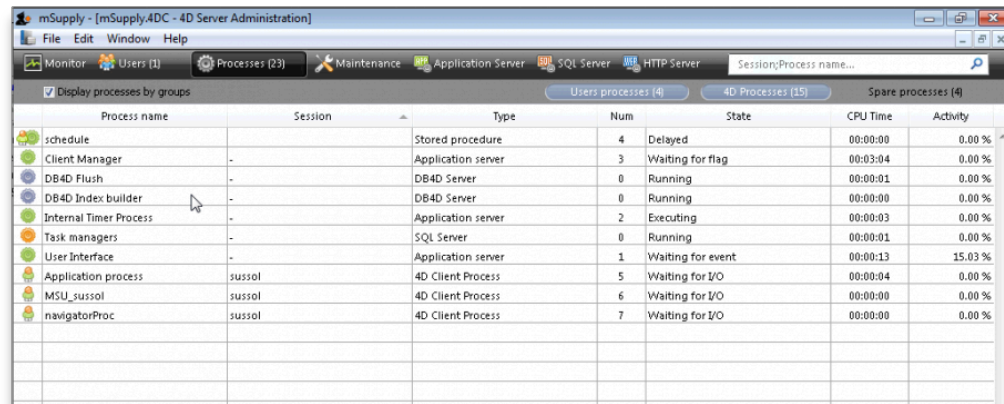 mSupply - [mSupply.4DC - 4D Server Administration]
File Edit Window Help
Monitor Users (1) Processes (23) Maintenance Application Server SQL Server HTTP Server Session;Process name...
Display processes by groups Users processes (4) 4D Processes (15) Spare processes (4)
Process name Session Type Num State CPU Time Activity
schedule Stored procedure 4 Delayed 00:00:00 0.00 %
Client Manager - Application server 3 Waiting for flag 00:03:04 0.00 %
DB4D Flush - DB4D Server 0 Running 00:00:01 0.00 %
DB4D Index builder - DB4D Server 0 Running 00:00:00 0.00 %
Internal Timer Process - Application server 2 Executing 00:00:03 0.00 %
Task managers - SQL Server 0 Running 00:00:01 0.00 %
User Interface - Application server 1 Waiting for event 00:00:13 15.03 %
Application process sussol 4D Client Process 5 Waiting for I/O 00:00:04 0.00 %
MSU_sussol sussol 4D Client Process 6 Waiting for I/O 00:00:00 0.00 %
navigatorProc sussol 4D Client Process 7 Waiting for I/O 00:00:00 0.00 %